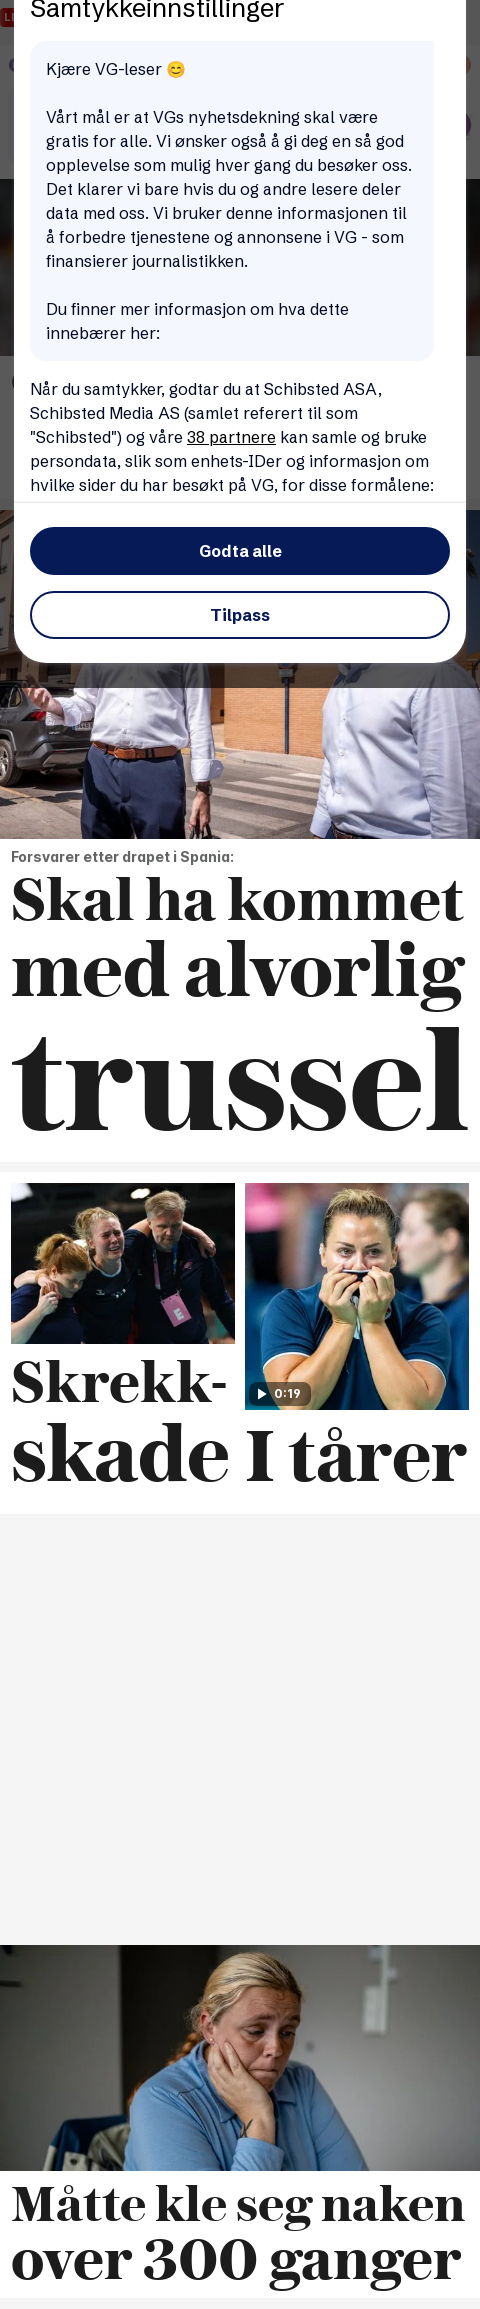 Samtykkeinnstillinger
Kjære VG-leser 😊
Vårt mål er at VGs nyhetsdekning skal være
gratis for alle. Vi ønsker også å gi deg en så god
opplevelse som mulig hver gang du besøker oss.
Det klarer vi bare hvis du og andre lesere deler
data med oss. Vi bruker denne informasjonen til
å forbedre tjenestene og annonsene i VG - som
finansierer journalistikken.
Du finner mer informasjon om hva dette
innebærer her:
Når du samtykker, godtar du at Schibsted ASA,
Schibsted Media AS (samlet referert til som
"Schibsted") og våre 38 partnere kan samle og bruke
persondata, slik som enhets-IDer og informasjon om
hvilke sider du har besøkt på VG, for disse formålene:
Godta alle
Tilpass
Forsvarer etter drapet i Spania:
Skal ha kommet
med alvorlig
trussel
Skrekk-
skade
0:19
I tårer
Måtte kle seg naken
over 300 ganger